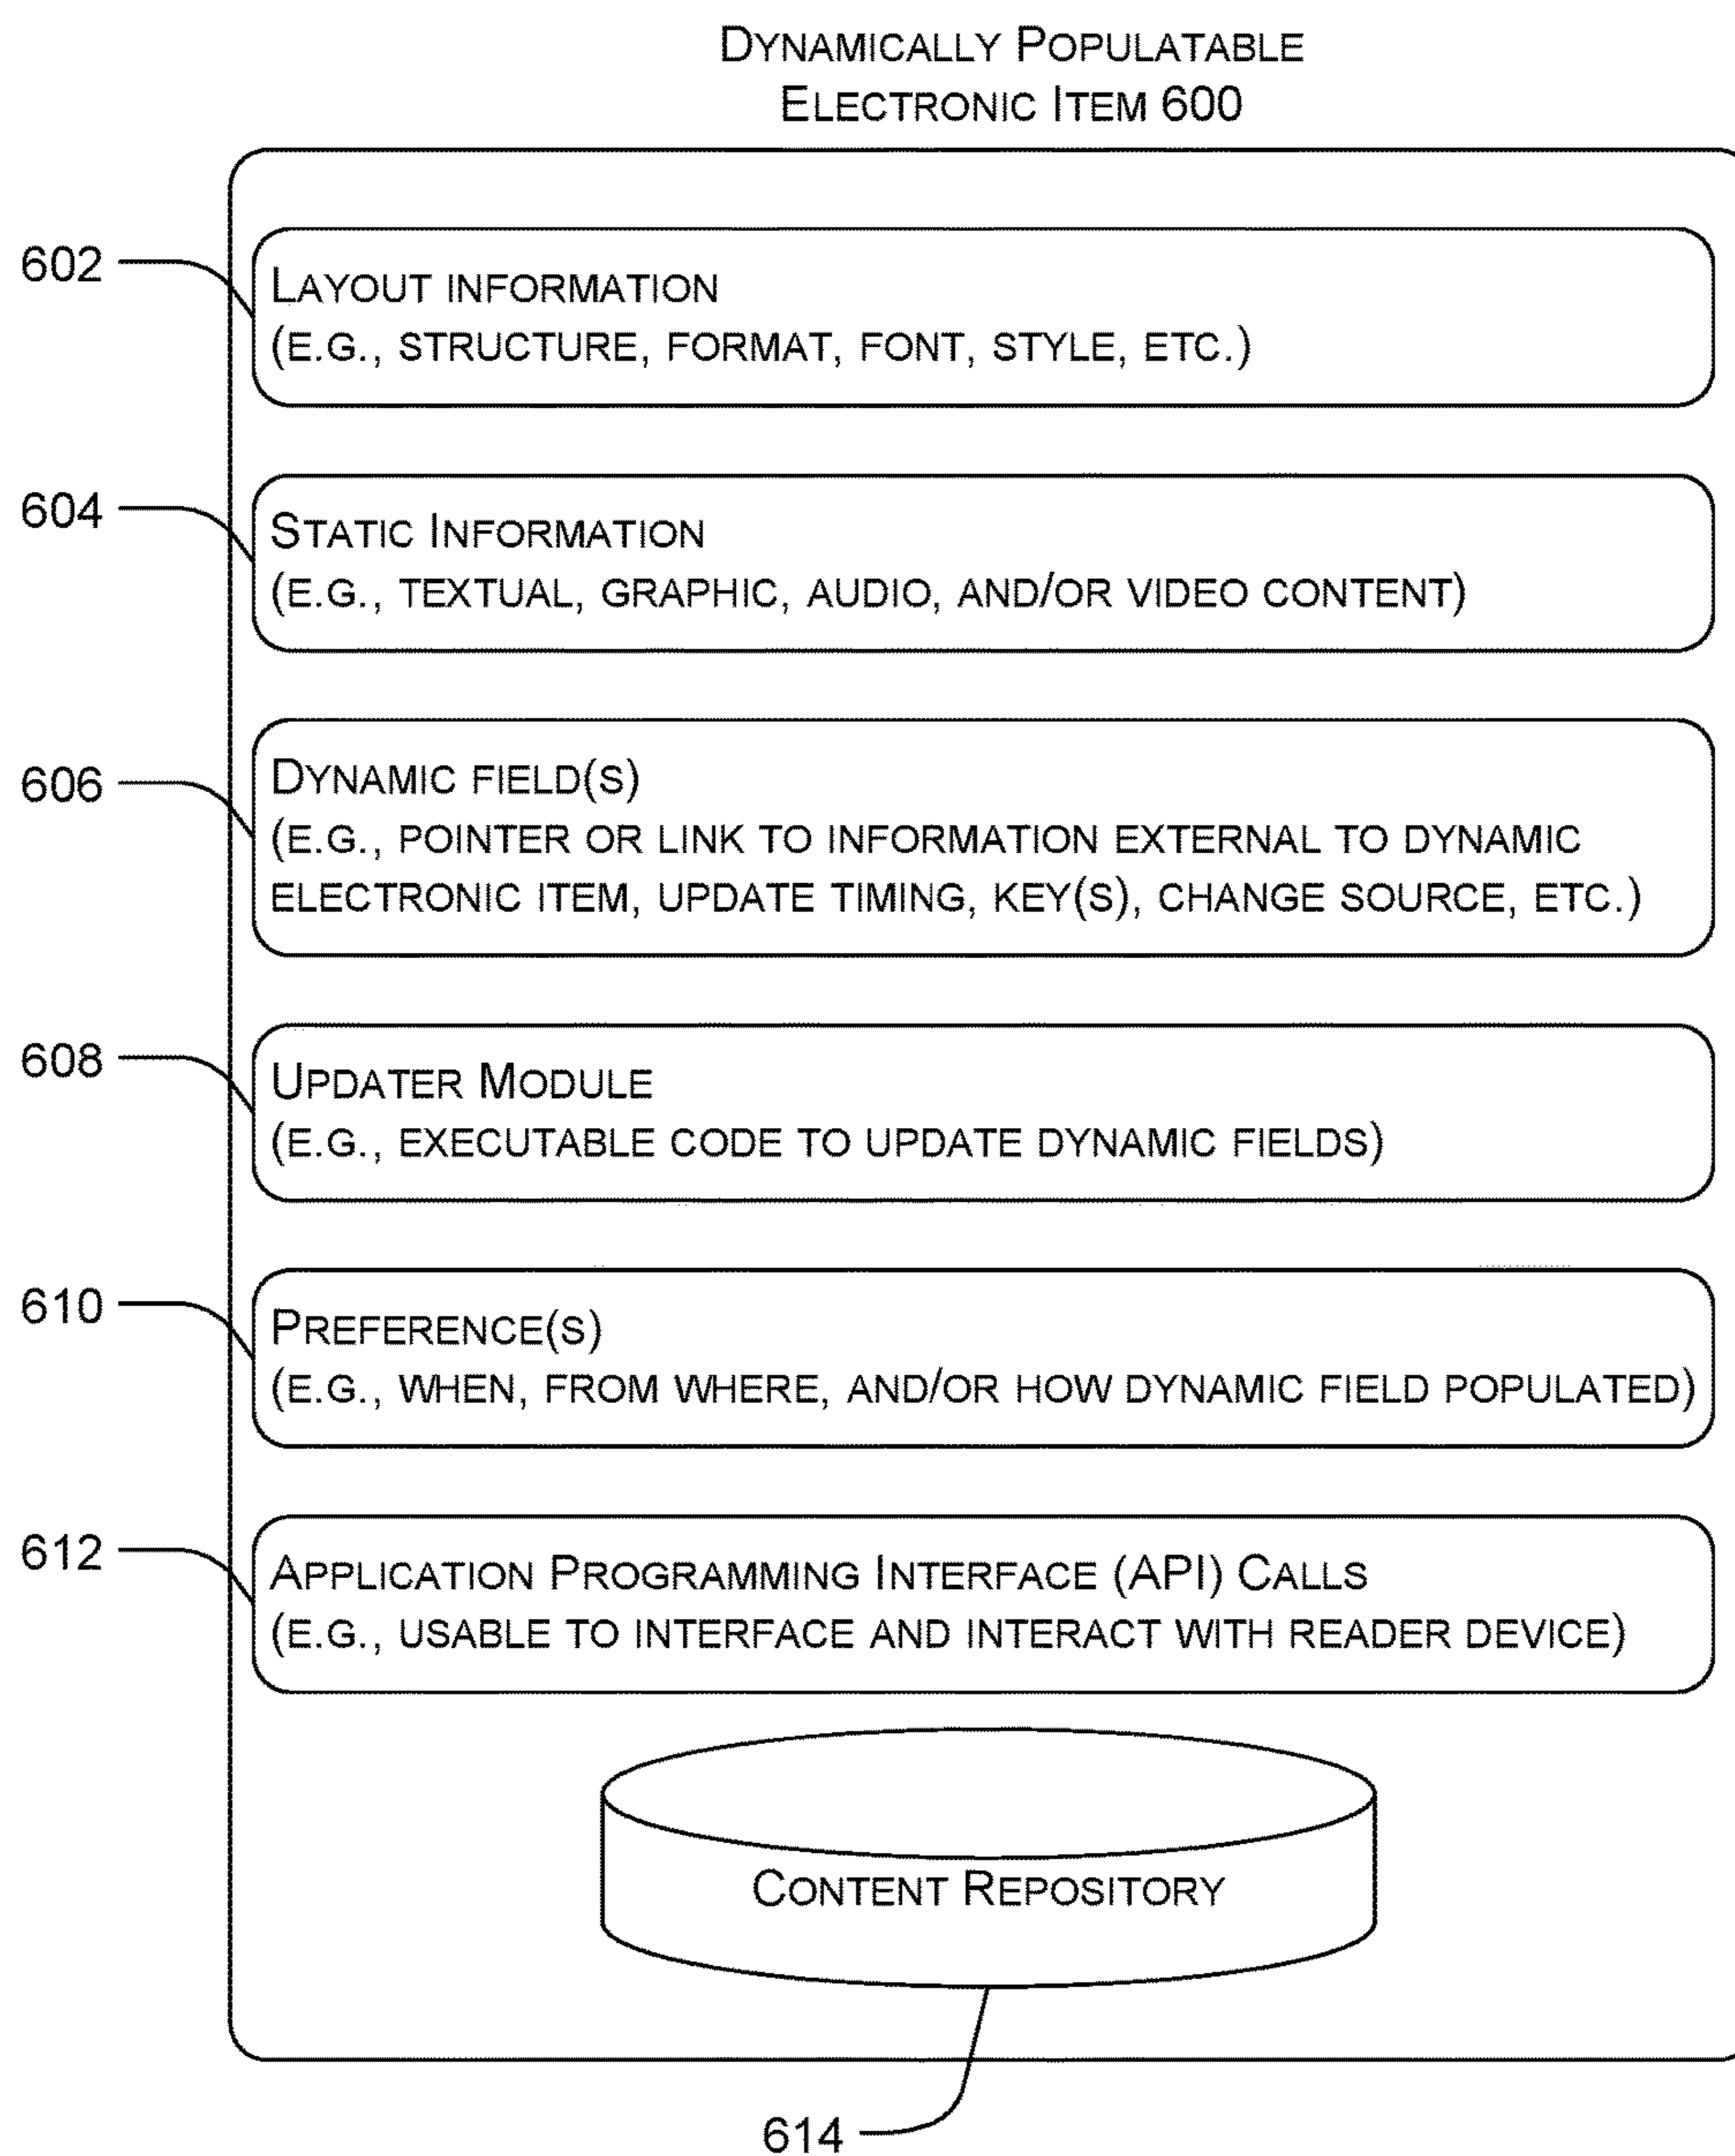 DYNAMICALLY POPULATABLE
ELECTRONIC ITEM 600
602
LAYOUT INFORMATION
(E.G., STRUCTURE, FORMAT, FONT, STYLE, ETC.)
604
STATIC INFORMATION
(E.G., TEXTUAL, GRAPHIC, AUDIO, AND/OR VIDEO CONTENT)
606
DYNAMIC FIELD(S)
(E.G., POINTER OR LINK TO INFORMATION EXTERNAL TO DYNAMIC
ELECTRONIC ITEM, UPDATE TIMING, KEY(S), CHANGE SOURCE, ETC.)
608
UPDATER MODULE
(E.G., EXECUTABLE CODE TO UPDATE DYNAMIC FIELDS)
610
PREFERENCE(S)
(E.G., WHEN, FROM WHERE, AND/OR HOW DYNAMIC FIELD POPULATED)
612
APPLICATION PROGRAMMING INTERFACE (API) CALLS
(E.G., USABLE TO INTERFACE AND INTERACT WITH READER DEVICE)
CONTENT REPOSITORY
614